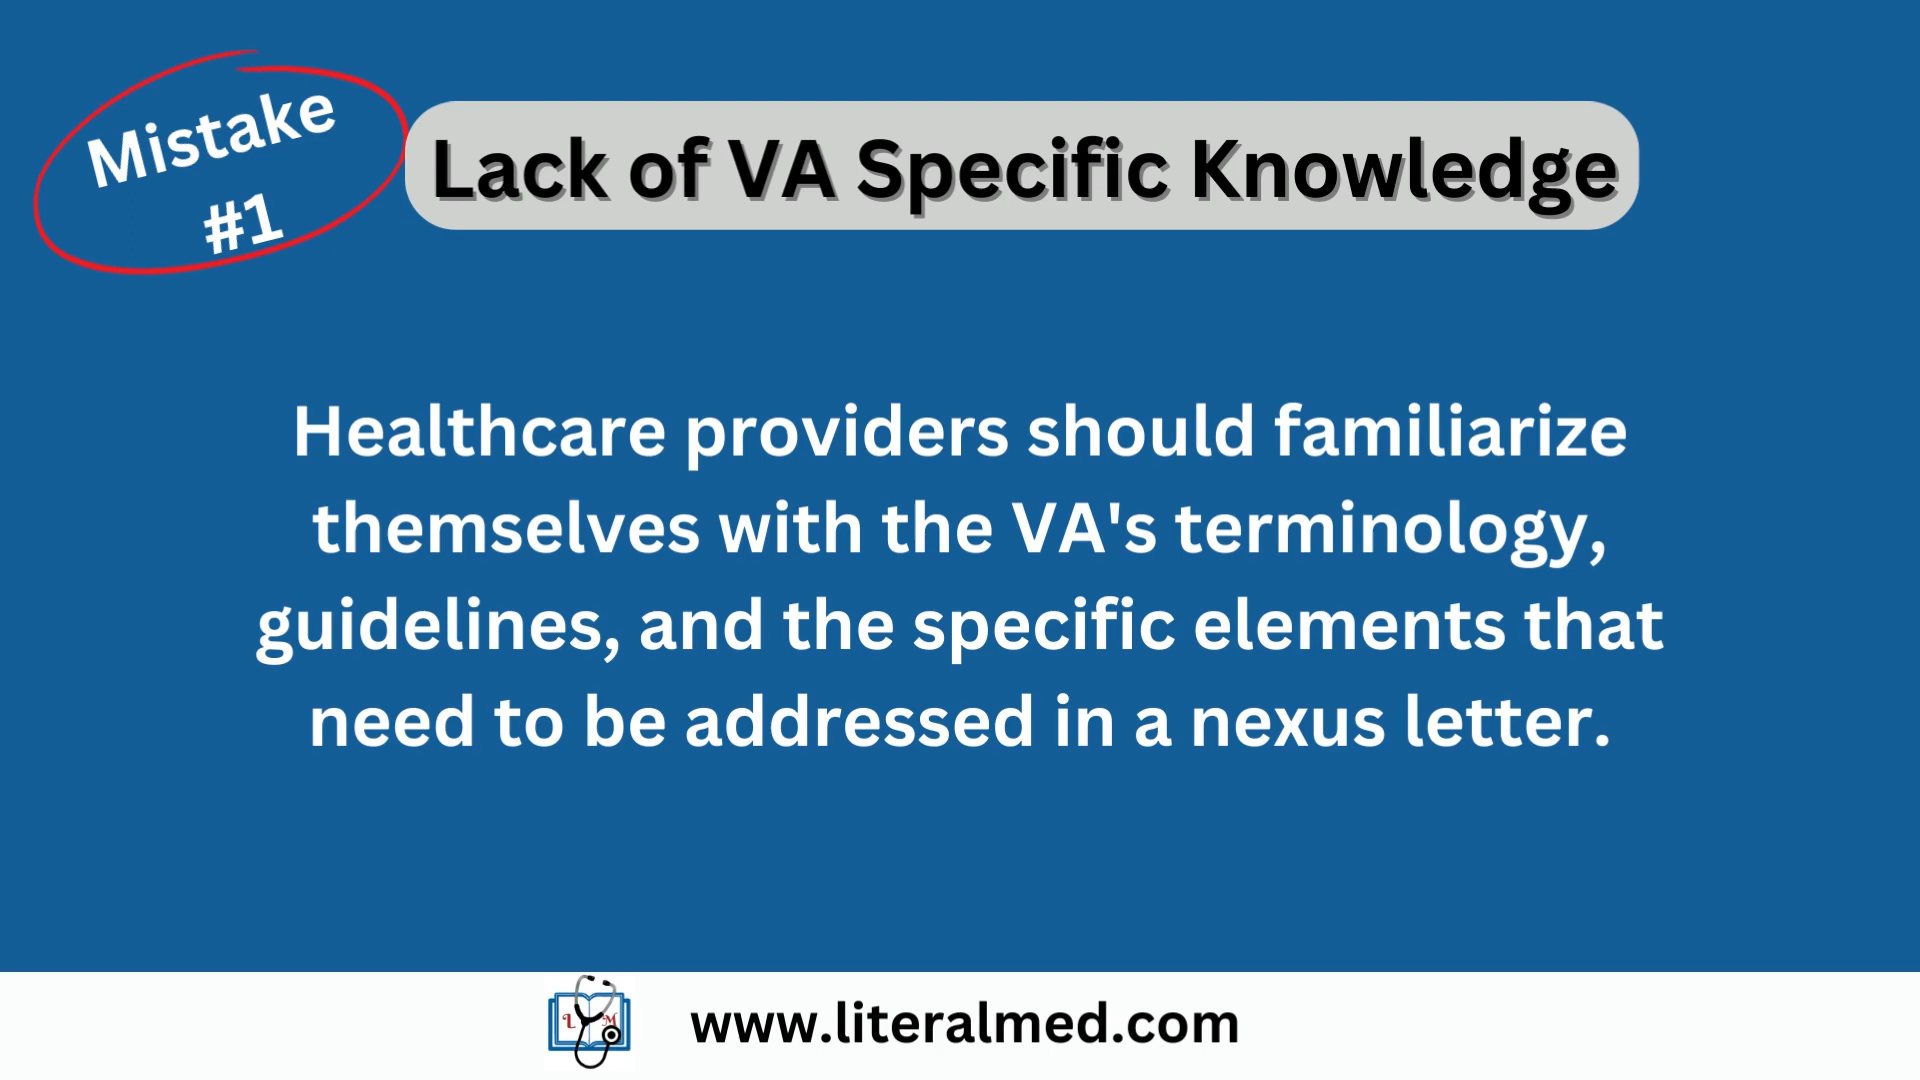 Mistake
#1
Lack of VA Specific Knowledge
Healthcare providers should familiarize
themselves with the VA's terminology,
guidelines, and the specific elements that
need to be addressed in a nexus letter.
L M
www.literalmed.com